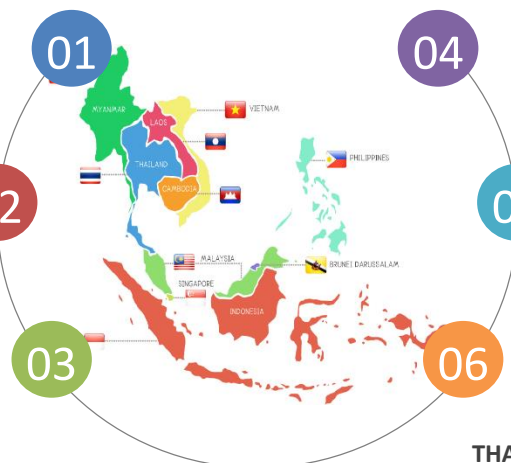 01
04
MYANMAR
VIETNAM
LAOS
THAILAND
PHILIPPINES
CAMBODIA
2
0
MALAYSIA
BRUNEI DARUSSALAM
SINGAPORE
INDONESIA
03
06
THA